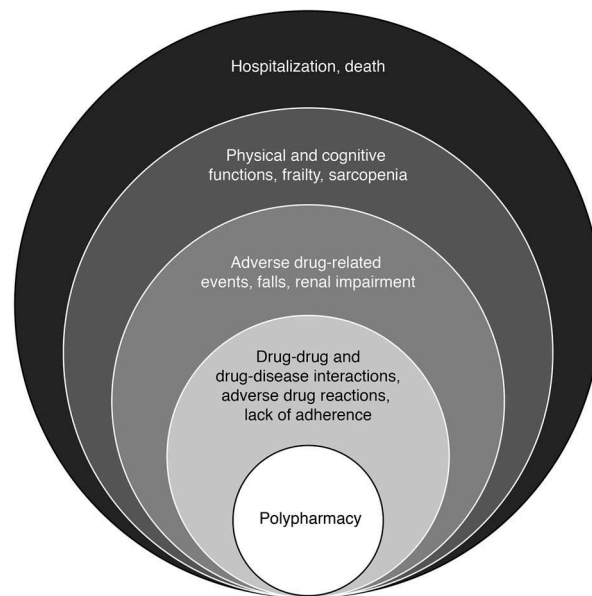 Hospitalization, death
Physical and cognitive
functions, frailty, sarcopenia
Adverse drug-related
events, falls, renal impairment
Drug-drug and
drug-disease interactions,
adverse drug reactions,
lack of adherence
Polypharmacy